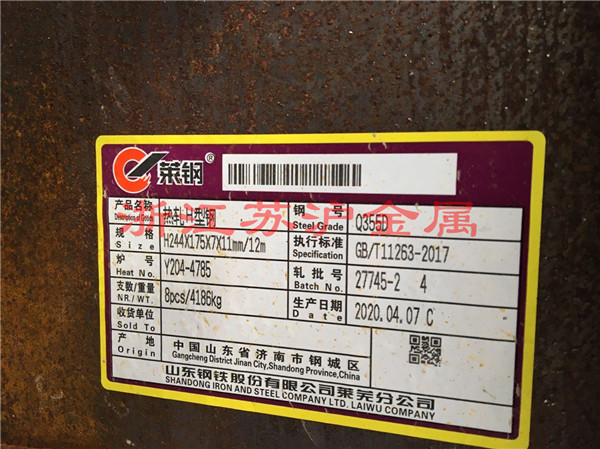 莱钢®
产品名称 热轧H型钢 钢号 Q355D
Description of Goods Steel Grade
规格 H244X175X7X11mm/12m 执行标准 GB/T11263-2017
Size Specification
炉号 Y204-4785 轧批号 27745-2 4
Heat No. Batch No.
支数/重量 8pcs/4186kg 生产日期 2020.04.07 C
NR/WT. Date
收货单位
Sold To
产地 中国山东省济南市钢城区
Origin Gangcheng District Jinan City,Shandong Province,China
山东钢铁股份有限公司莱芜分公司
SHANDONG IRON AND STEEL COMPANY LTD. LAIWU COMPANY
浙江苏沪金属